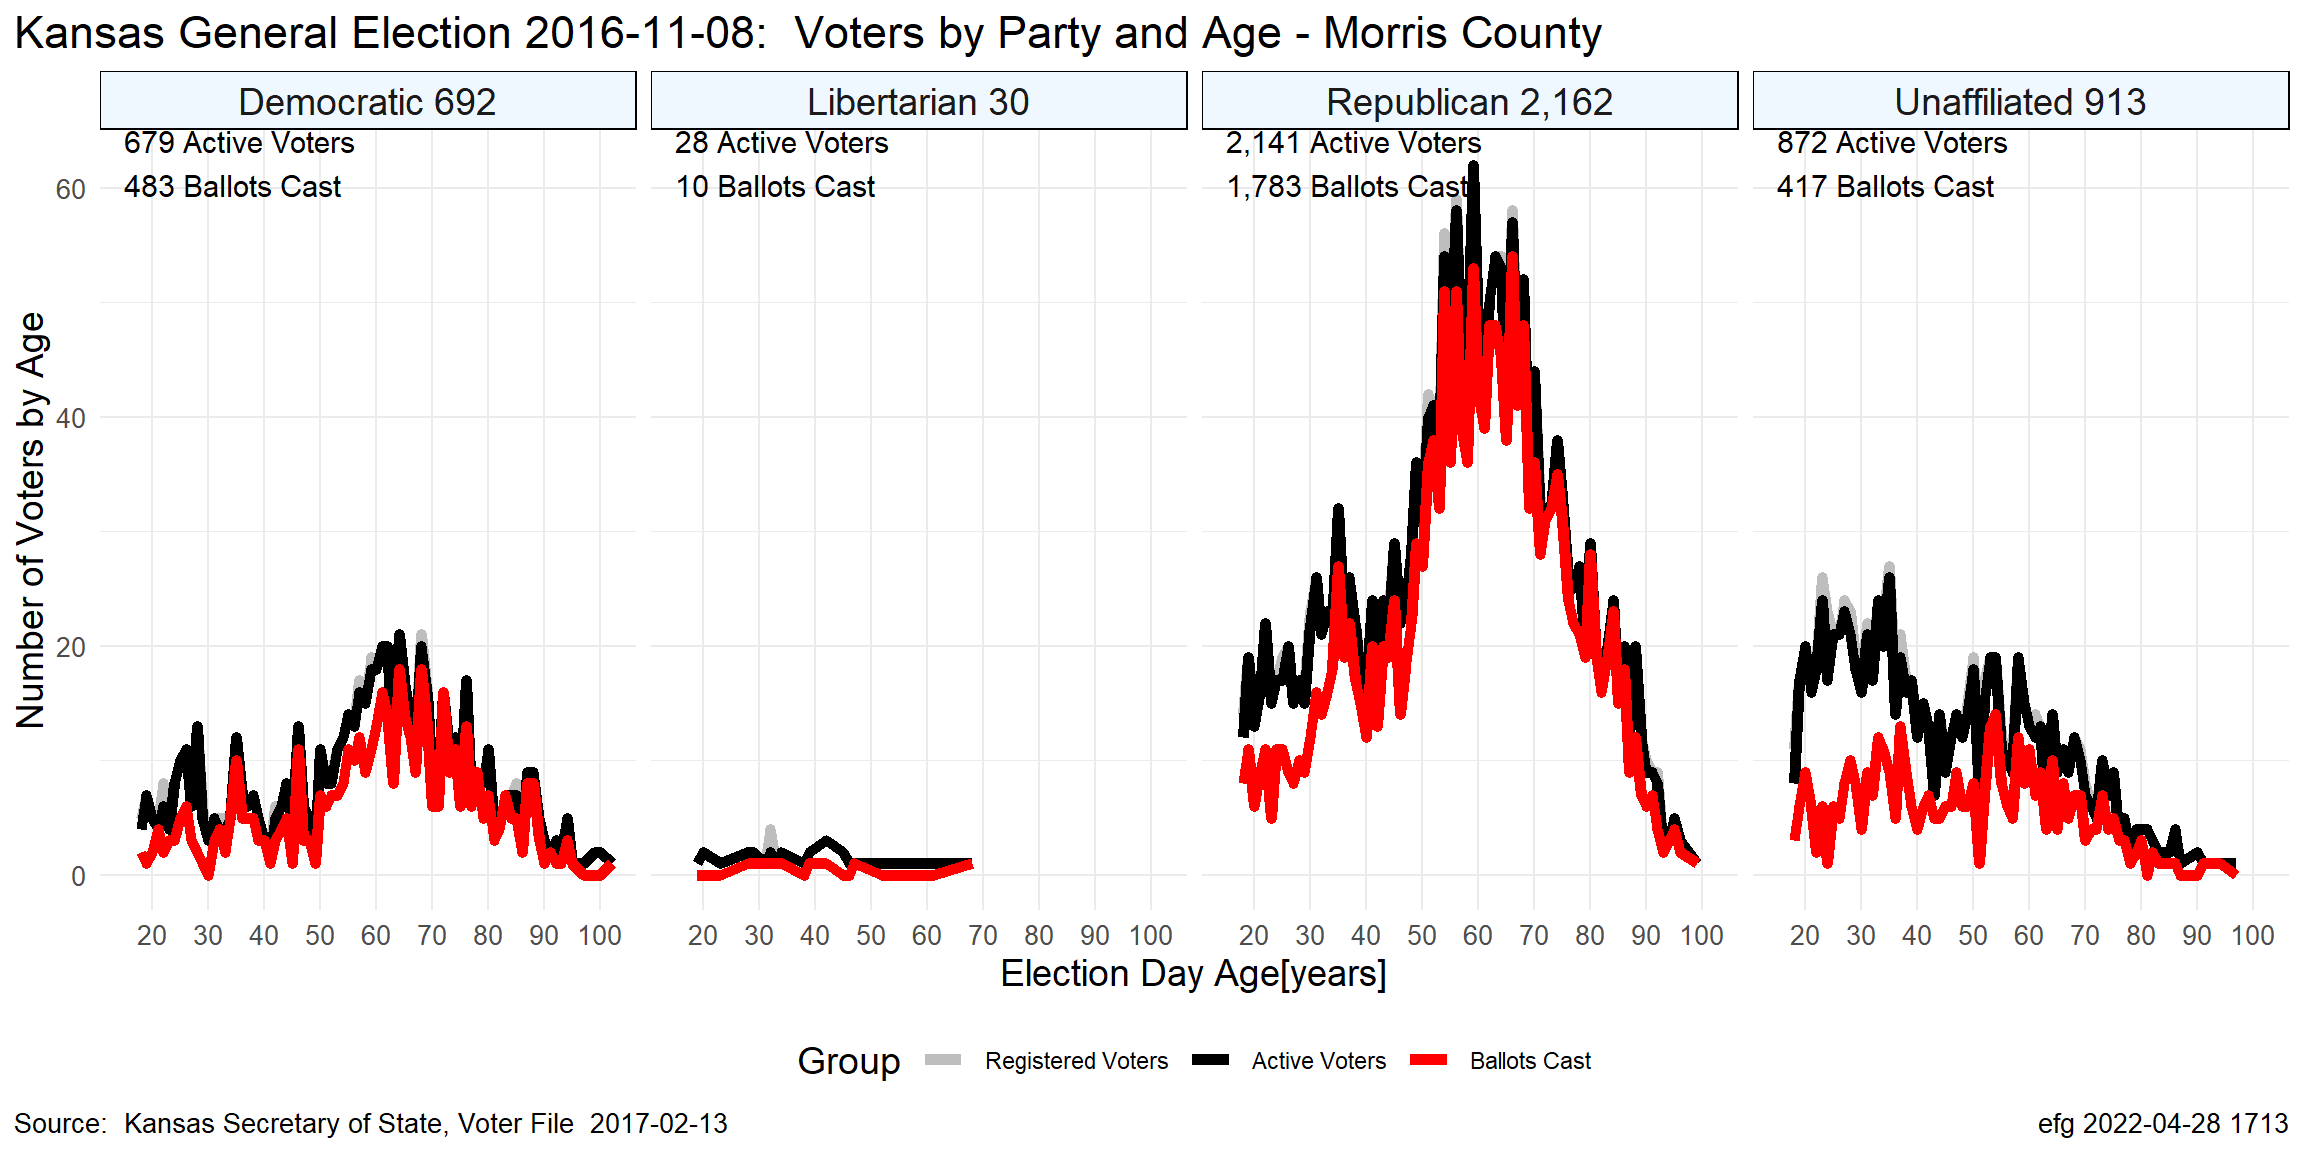 Kansas General Election 2016-11-08:  Voters by Party and Age - Morris County
Democratic 692
Libertarian 30
Republican 2,162
Unaffiliated 913
679 Active Voters
483 Ballots Cast
28 Active Voters
10 Ballots Cast
2,141 Active Voters
1,783 Ballots Cast
872 Active Voters
417 Ballots Cast
Number of Voters by Age
60
40
20
0
20 30 40 50 60 70 80 90 100
20 30 40 50 60 70 80 90 100
20 30 40 50 60 70 80 90 100
20 30 40 50 60 70 80 90 100
Election Day Age[years]
Group Registered Voters Active Voters Ballots Cast
Source:  Kansas Secretary of State, Voter File  2017-02-13
efg 2022-04-28 1713